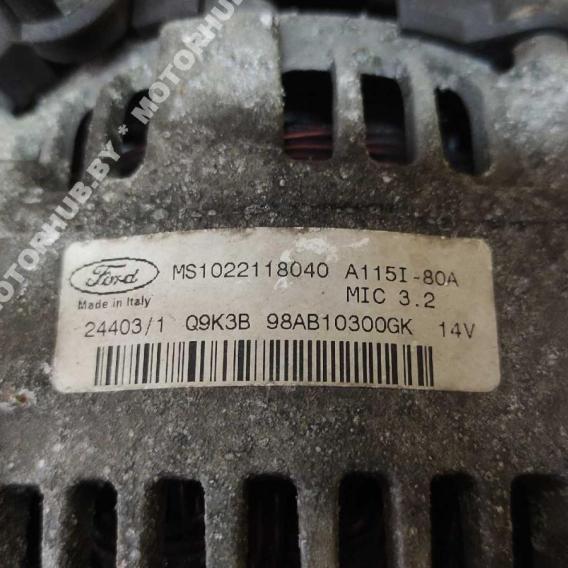 MOTORHUB.BY * MOTORHUB.BY
Ford MS1022118040 A115I-80A
Made in Italy MIC 3.2
24403/1 Q9K3B 98AB10300GK 14V